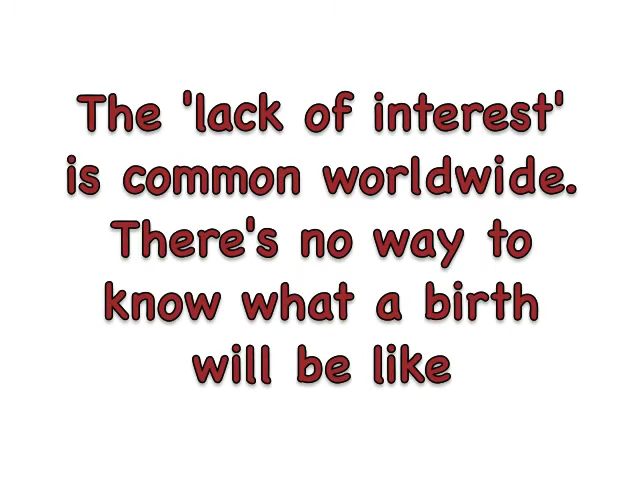 The 'lack of interest'
is common worldwide.
There's no way to
know what a birth
will be like